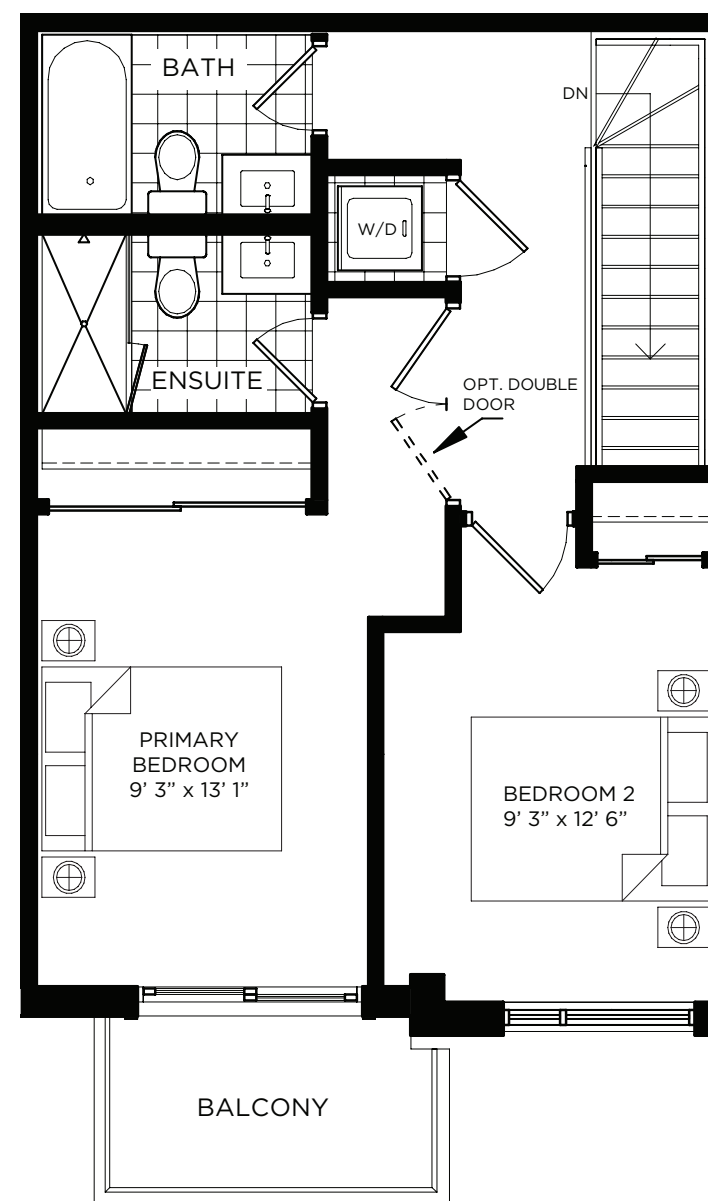 BATH
DN
W/D
ENSUITE
OPT. DOUBLE
DOOR
PRIMARY
BEDROOM
9’ 3” x 13’ 1”
BEDROOM 2
9’ 3” x 12’ 6”
BALCONY